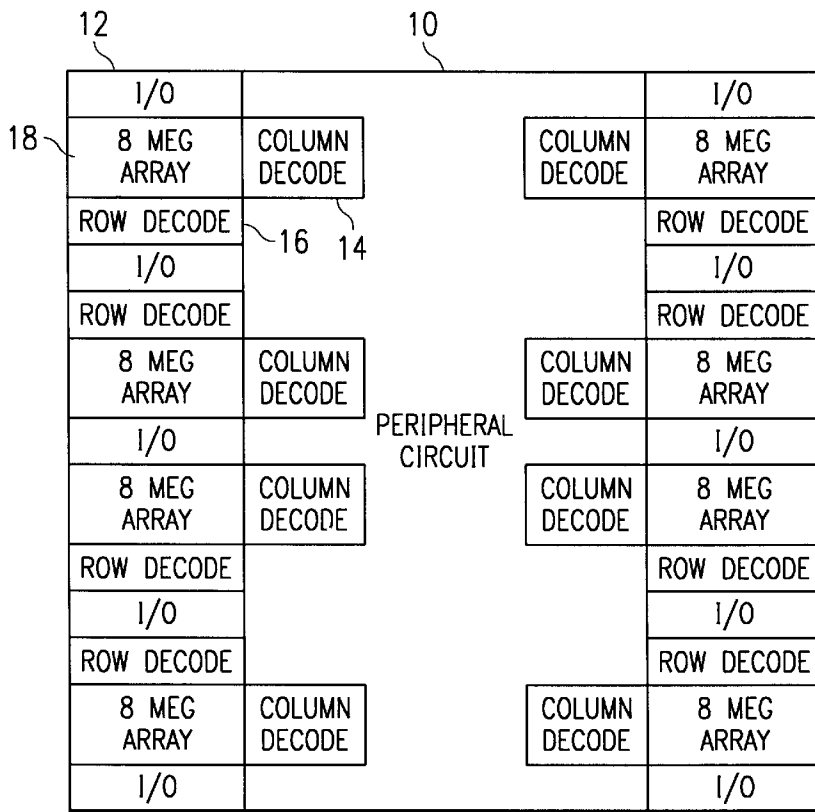 12
10
I/O
I/O
18
8 MEG
ARRAY
COLUMN
DECODE
COLUMN
DECODE
8 MEG
ARRAY
ROW DECODE
16
14
ROW DECODE
I/O
I/O
ROW DECODE
ROW DECODE
8 MEG
ARRAY
COLUMN
DECODE
COLUMN
DECODE
8 MEG
ARRAY
PERIPHERAL
CIRCUIT
I/O
I/O
8 MEG
ARRAY
COLUMN
DECODE
COLUMN
DECODE
8 MEG
ARRAY
ROW DECODE
ROW DECODE
I/O
I/O
ROW DECODE
ROW DECODE
8 MEG
ARRAY
COLUMN
DECODE
COLUMN
DECODE
8 MEG
ARRAY
I/O
I/O